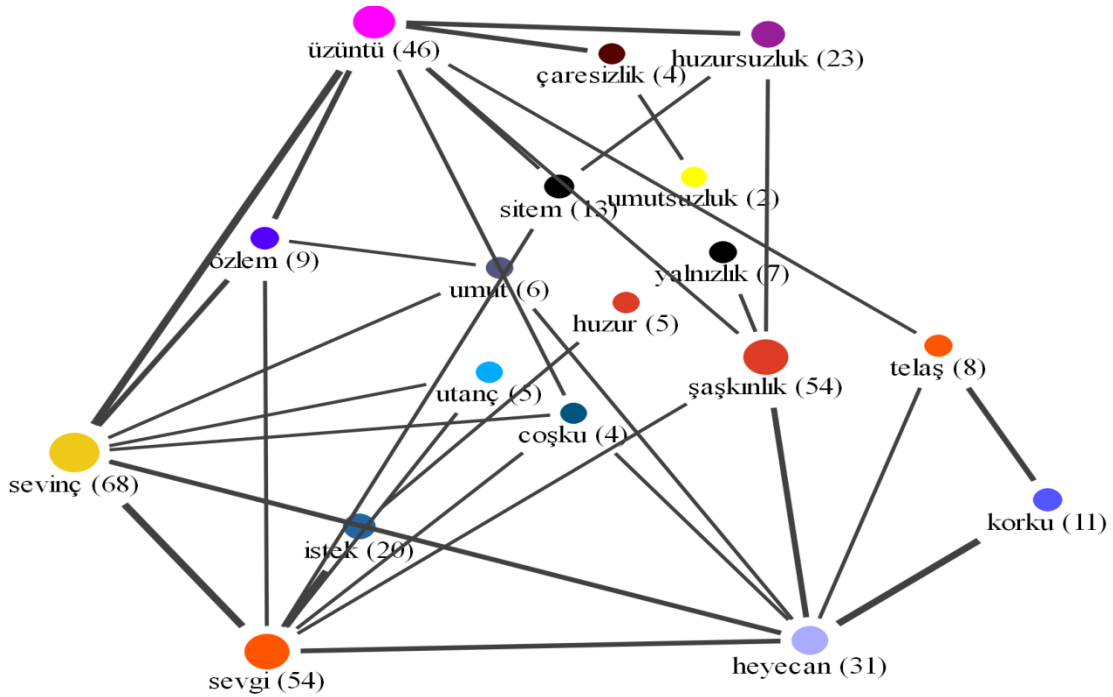 üzüntü (46)
huzursuzluk (23)
çaresizlik (4)
umutsuzluk (2)
sitem (13)
özlem (9)
yalnızlık (7)
umut (6)
huzur (5)
telaş (8)
şaşkınlık (54)
utanç (5)
coşku (4)
sevinç (68)
korku (11)
istek (20)
heyecan (31)
sevgi (54)